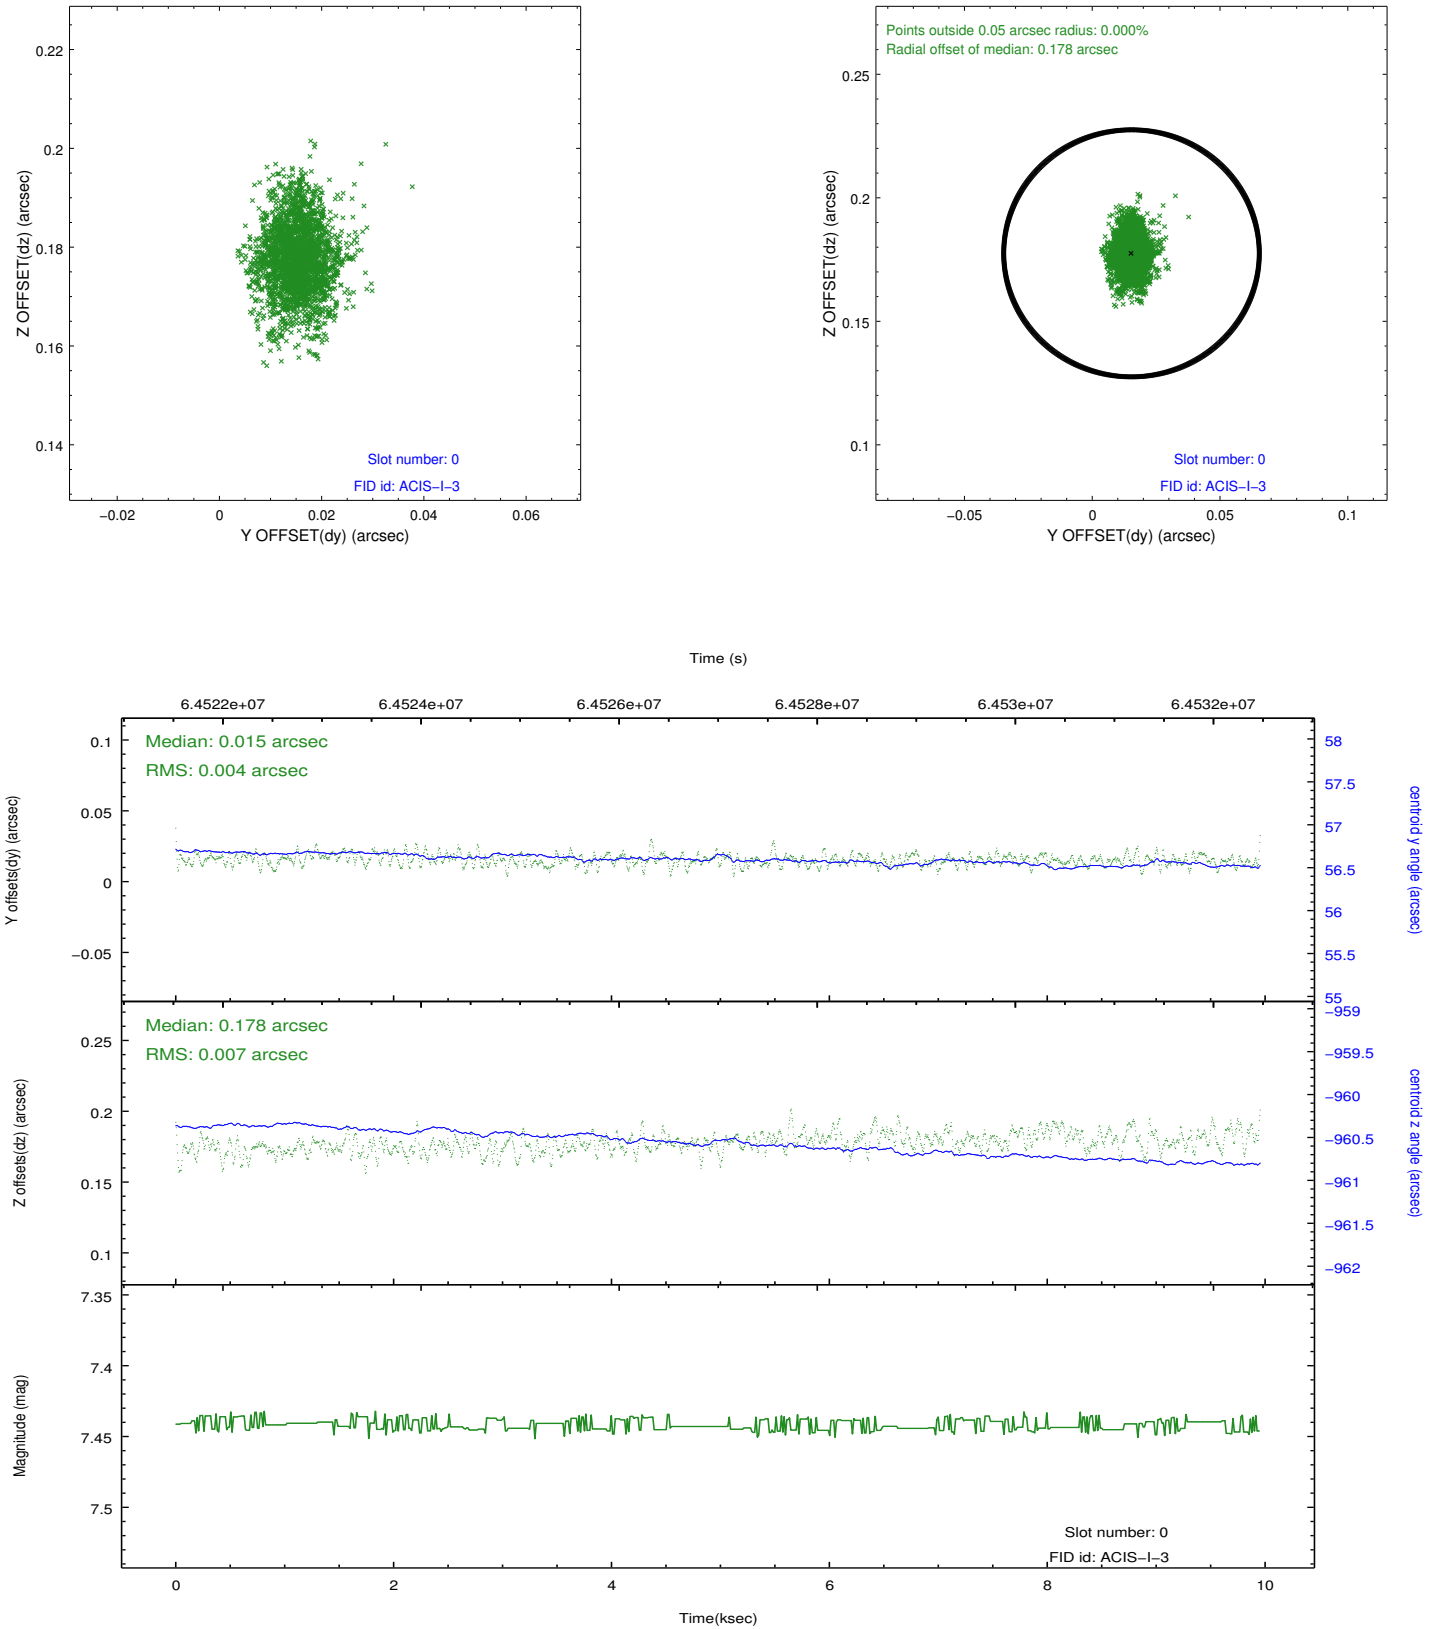 0.22
0.2
0.18
0.16
0.14
Z OFFSET(dz) (arcsec)
Slot number: 0
FID id: ACIS−I−3
−0.02 0 0.02 0.04 0.06
Y OFFSET(dy) (arcsec)
Points outside 0.05 arcsec radius: 0.000%
Radial offset of median: 0.178 arcsec
0.25
0.2
0.15
0.1
Z OFFSET(dz) (arcsec)
Slot number: 0
FID id: ACIS−I−3
−0.05 0 0.05 0.1
Y OFFSET(dy) (arcsec)
Time (s)
6.4522e+07 6.4524e+07 6.4526e+07 6.4528e+07 6.453e+07 6.4532e+07
Median: 0.015 arcsec
RMS: 0.004 arcsec
0.1
0.05
0
−0.05
Y offsets(dy) (arcsec)
58
57.5
57
56.5
56
55.5
55
centroid y angle (arcsec)
Median: 0.178 arcsec
RMS: 0.007 arcsec
0.25
0.2
0.15
0.1
Z offsets(dz) (arcsec)
−959
−959.5
−960
−960.5
−961
−961.5
−962
centroid z angle (arcsec)
7.35
7.4
7.45
7.5
Magnitude (mag)
Slot number: 0
FID id: ACIS−I−3
0 2 4 6 8 10
Time(ksec)